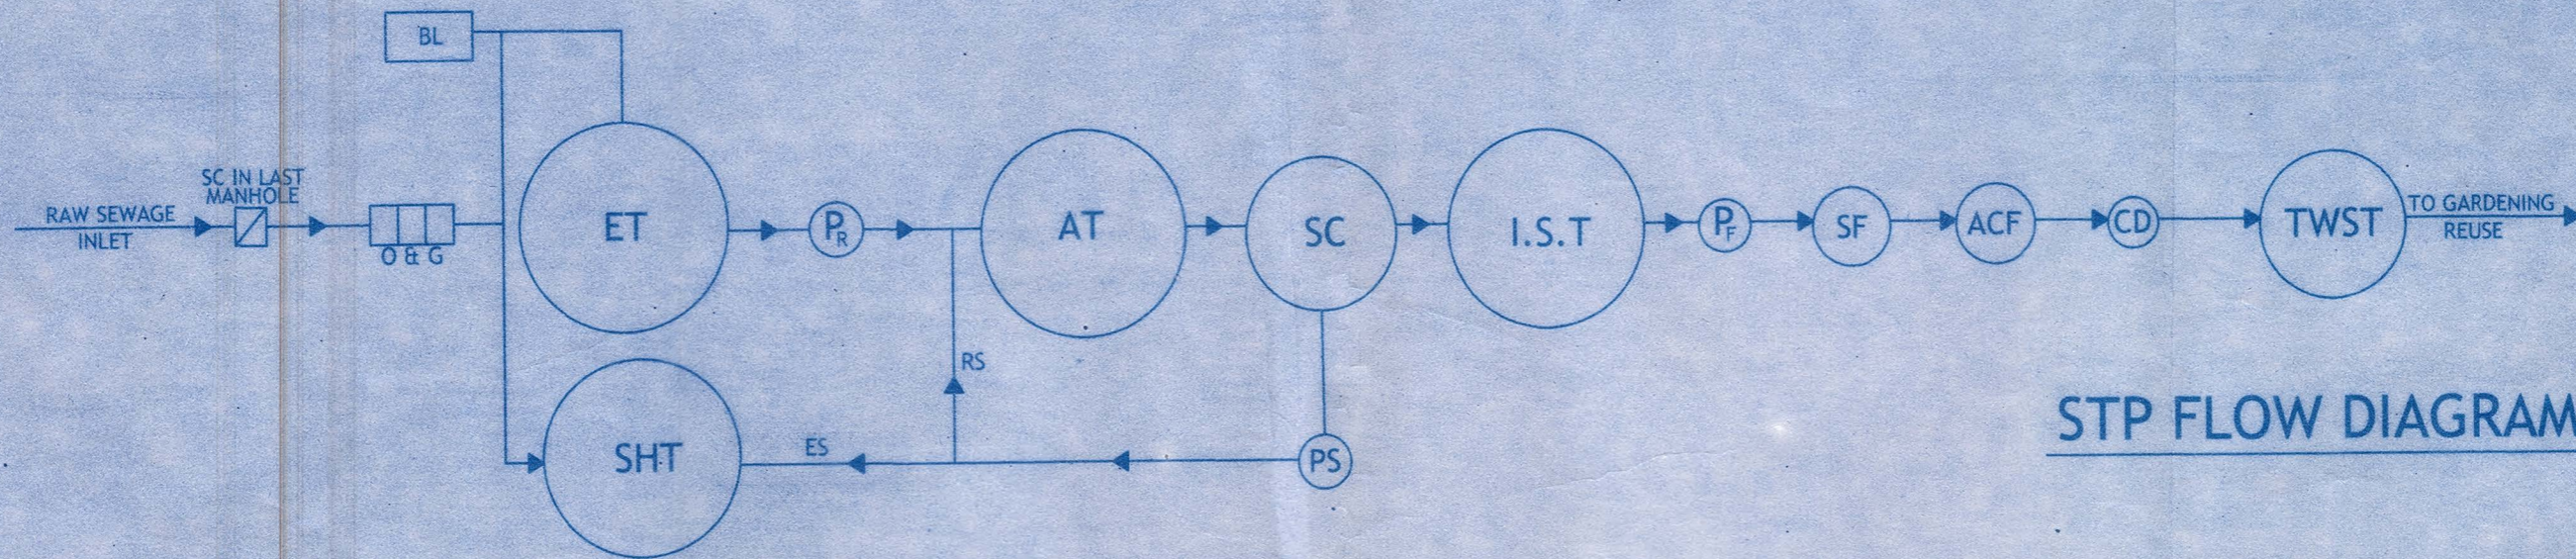 BL
SC IN LAST
MANHOLE
RAW SEWAGE
INLET
O & G
ET
PR
AT
SC
I.S.T
PF
SF
ACF
CD
TWST
TO GARDENING
REUSE
RS
SHT
ES
PS
STP FLOW DIAGRAM